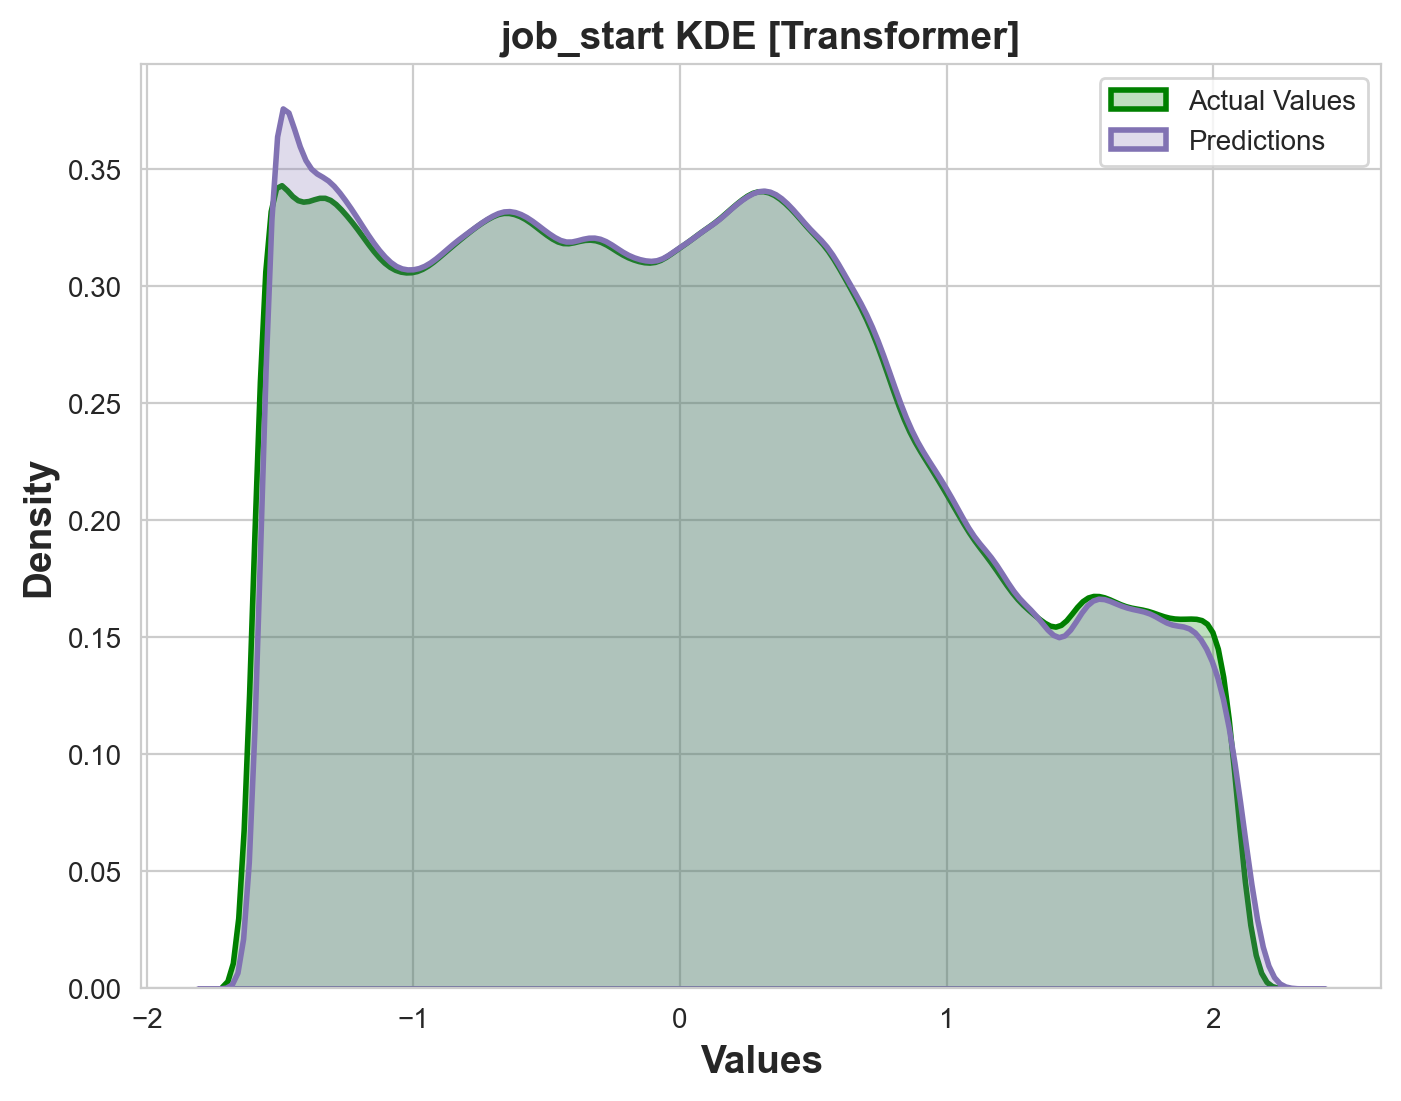 job_start KDE [Transformer]
Actual Values
Predictions
Density
0.35
0.30
0.25
0.20
0.15
0.10
0.05
0.00
−2
−1
0
1
2
Values